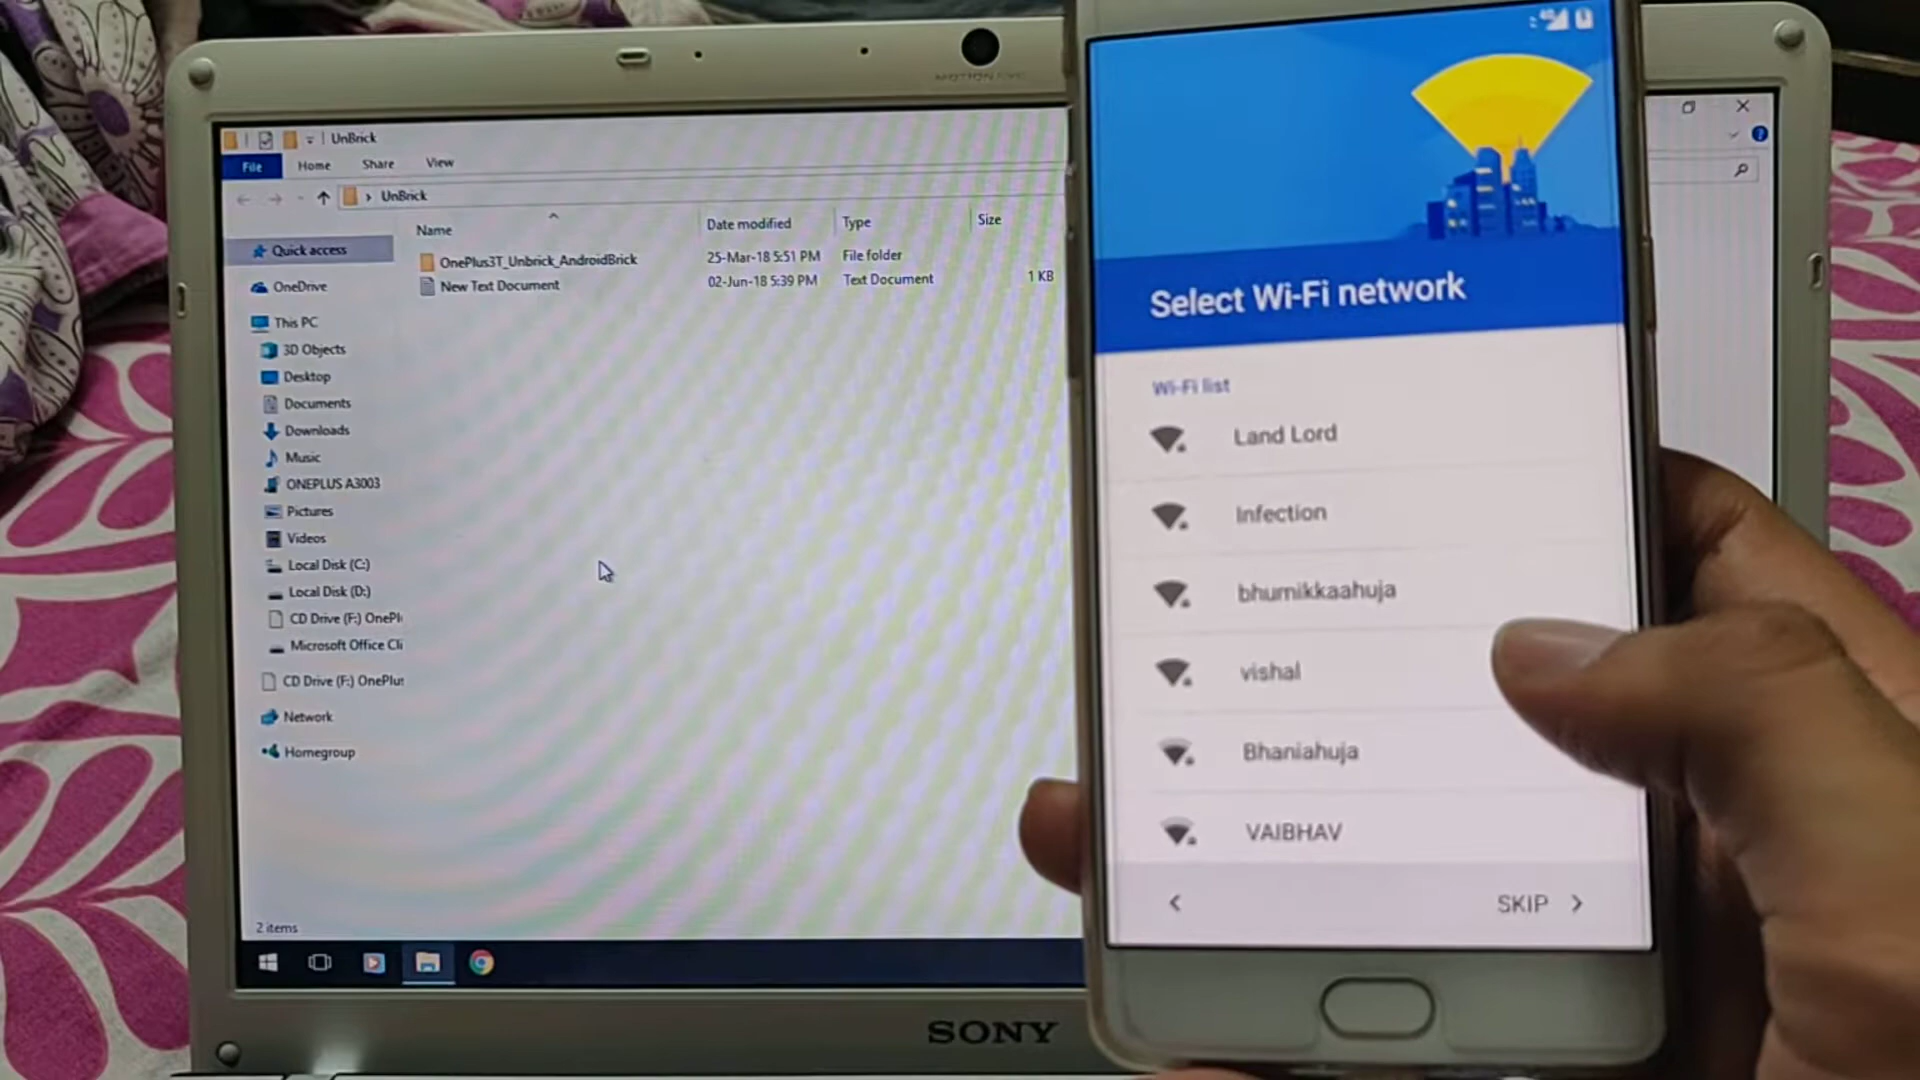 MOTION EYE
UnBrick
File Home Share View
UnBrick
Name Date modified Type Size
OnePlus3T_Unbrick_AndroidBrick 25-Mar-18 5:51 PM File folder
New Text Document 02-Jun-18 5:39 PM Text Document 1 KB
Quick access
OneDrive
This PC
3D Objects
Desktop
Documents
Downloads
Music
ONEPLUS A3003
Pictures
Videos
Local Disk (C:)
Local Disk (D:)
CD Drive (F:) OnePl
Microsoft Office Cli
CD Drive (F:) OnePlus
Network
Homegroup
2 items
SONY
4G
Select Wi-Fi network
Wi-Fi list
Land Lord
Infection
bhumikkaahuja
vishal
Bhaniahuja
VAIBHAV
SKIP